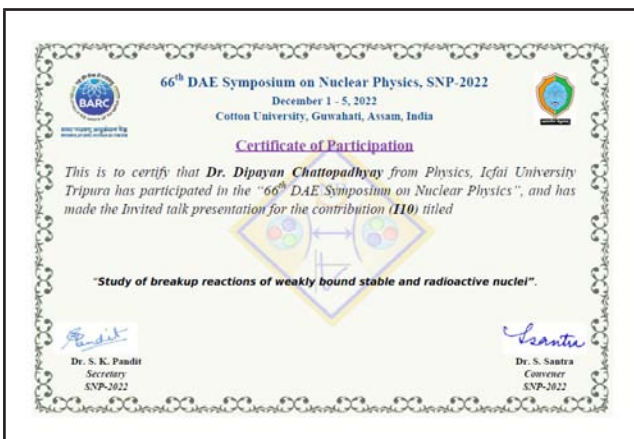 66th DAE Symposium on Nuclear Physics, SNP-2022
December 1 - 5, 2022
Cotton University, Guwahati, Assam, India
BARC
Certificate of Participation
This is to certify that Dr. Dipayan Chattopadhyay from Physics, Icfai University
Tripura has participated in the “66th DAE Symposium on Nuclear Physics”, and has
made the Invited talk presentation for the contribution (I10) titled
“Study of breakup reactions of weakly bound stable and radioactive nuclei”.
Pandit
Ssantra
Dr. S. K. Pandit
Secretary
SNP-2022
Dr. S. Santra
Convener
SNP-2022